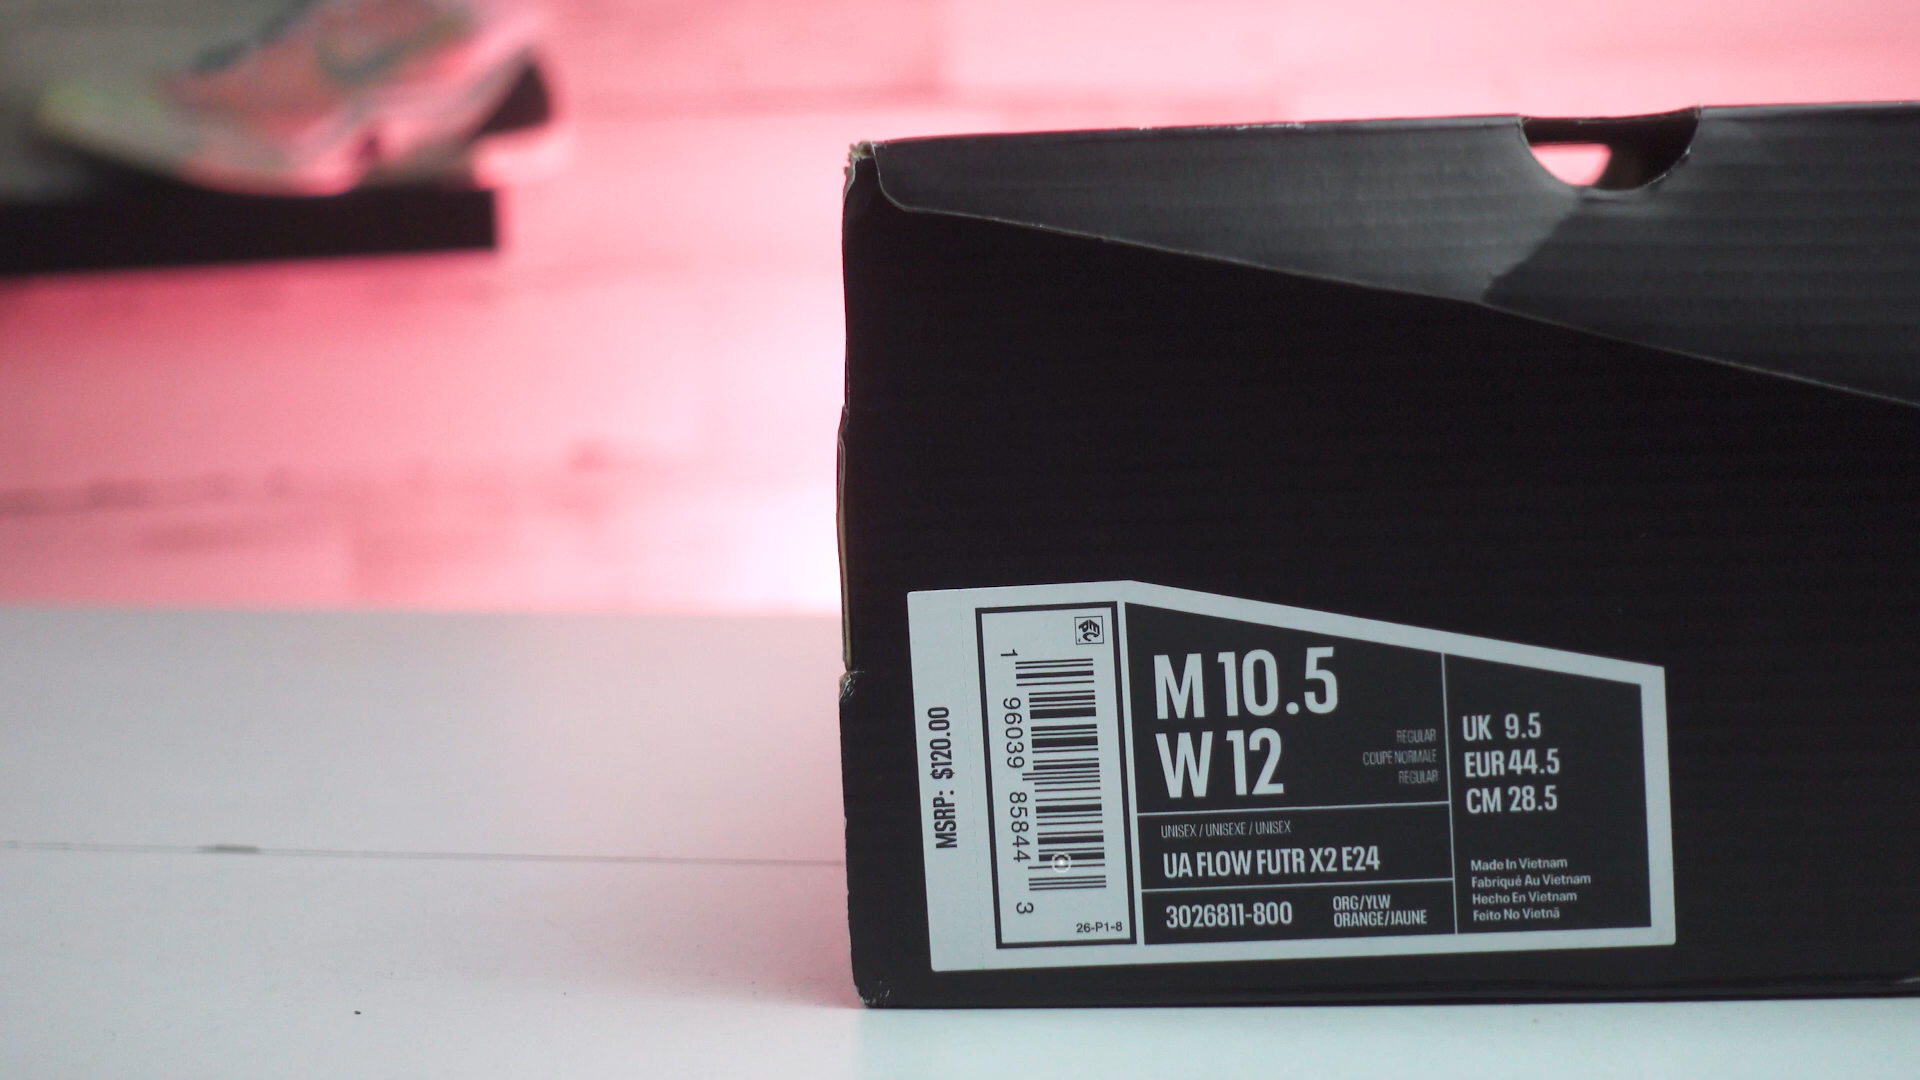 MSRP: $120.00
1 96039 85844 3
26-P1-8
M 10.5
W 12
REGULAR
COUPE NORMALE
REGULAR
UNISEX / UNISEXE / UNISEX
UA FLOW FUTR X2 E24
3026811-800
ORG/YLW
ORANGE/JAUNE
UK 9.5
EUR 44.5
CM 28.5
Made In Vietnam
Fabriqué Au Vietnam
Hecho En Vietnam
Feito No Vietnã